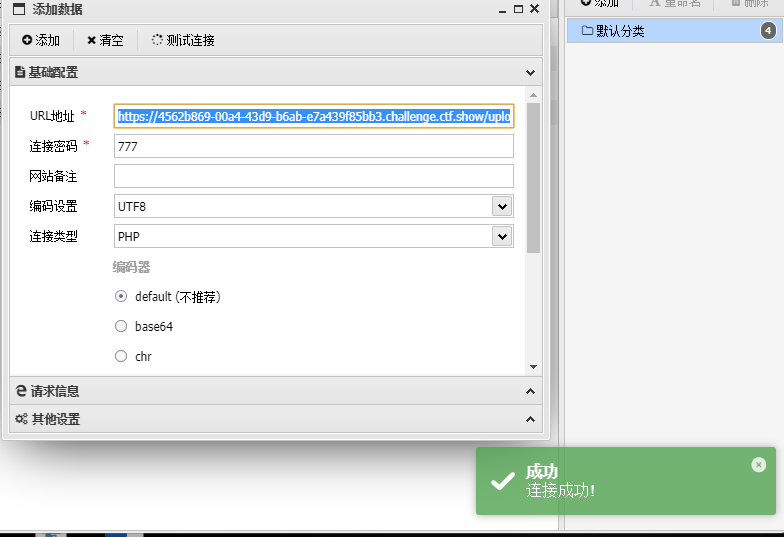 添加数据
添加 清空 测试连接
基础配置
URL地址 * https://4562b869-00a4-43d9-b6ab-e7a439f85bb3.challenge.ctf.show/uplo
连接密码 * 777
网站备注
编码设置 UTF8
连接类型 PHP
编码器
default (不推荐)
base64
chr
请求信息
其他设置
添加 A 重命名 删除
默认分类 4
成功
连接成功!